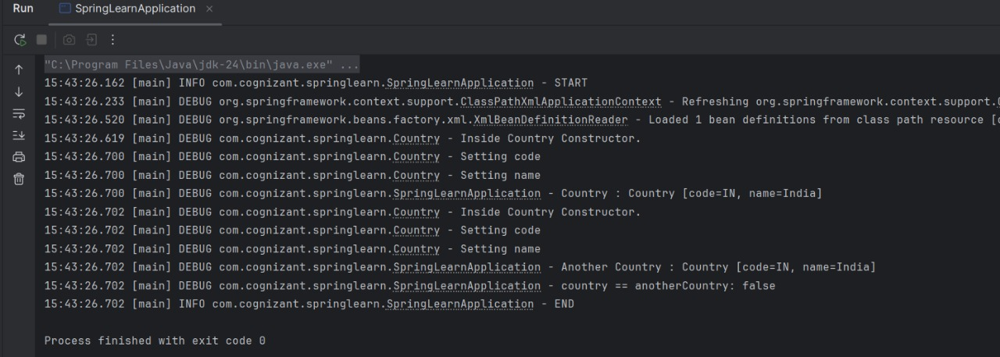 Run SpringLearnApplication
"C:\Program Files\Java\jdk-24\bin\java.exe" ...
15:43:26.162 [main] INFO com.cognizant.springlearn.SpringLearnApplication - START
15:43:26.233 [main] DEBUG org.springframework.context.support.ClassPathXmlApplicationContext - Refreshing org.springframework.context.support.
15:43:26.520 [main] DEBUG org.springframework.beans.factory.xml.XmlBeanDefinitionReader - Loaded 1 bean definitions from class path resource [
15:43:26.619 [main] DEBUG com.cognizant.springlearn.Country - Inside Country Constructor.
15:43:26.700 [main] DEBUG com.cognizant.springlearn.Country - Setting code
15:43:26.700 [main] DEBUG com.cognizant.springlearn.Country - Setting name
15:43:26.700 [main] DEBUG com.cognizant.springlearn.SpringLearnApplication - Country : Country [code=IN, name=India]
15:43:26.702 [main] DEBUG com.cognizant.springlearn.Country - Inside Country Constructor.
15:43:26.702 [main] DEBUG com.cognizant.springlearn.Country - Setting code
15:43:26.702 [main] DEBUG com.cognizant.springlearn.Country - Setting name
15:43:26.702 [main] DEBUG com.cognizant.springlearn.SpringLearnApplication - Another Country : Country [code=IN, name=India]
15:43:26.702 [main] DEBUG com.cognizant.springlearn.SpringLearnApplication - country == anotherCountry: false
15:43:26.702 [main] INFO com.cognizant.springlearn.SpringLearnApplication - END
Process finished with exit code 0